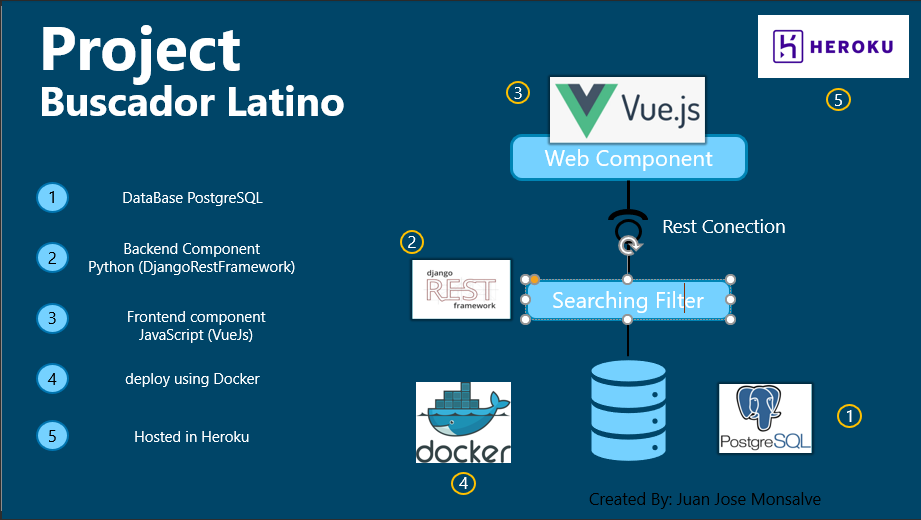 Project
Buscador Latino
HEROKU
5
3
Vue.js
Web Component
1
DataBase PostgreSQL
Rest Conection
2
2
Backend Component
Python (DjangoRestFramework)
django
REST
framework
Searching Filter
3
Frontend component
JavaScript (VueJs)
4
deploy using Docker
docker
4
PostgreSQL
1
5
Hosted in Heroku
Created By: Juan Jose Monsalve